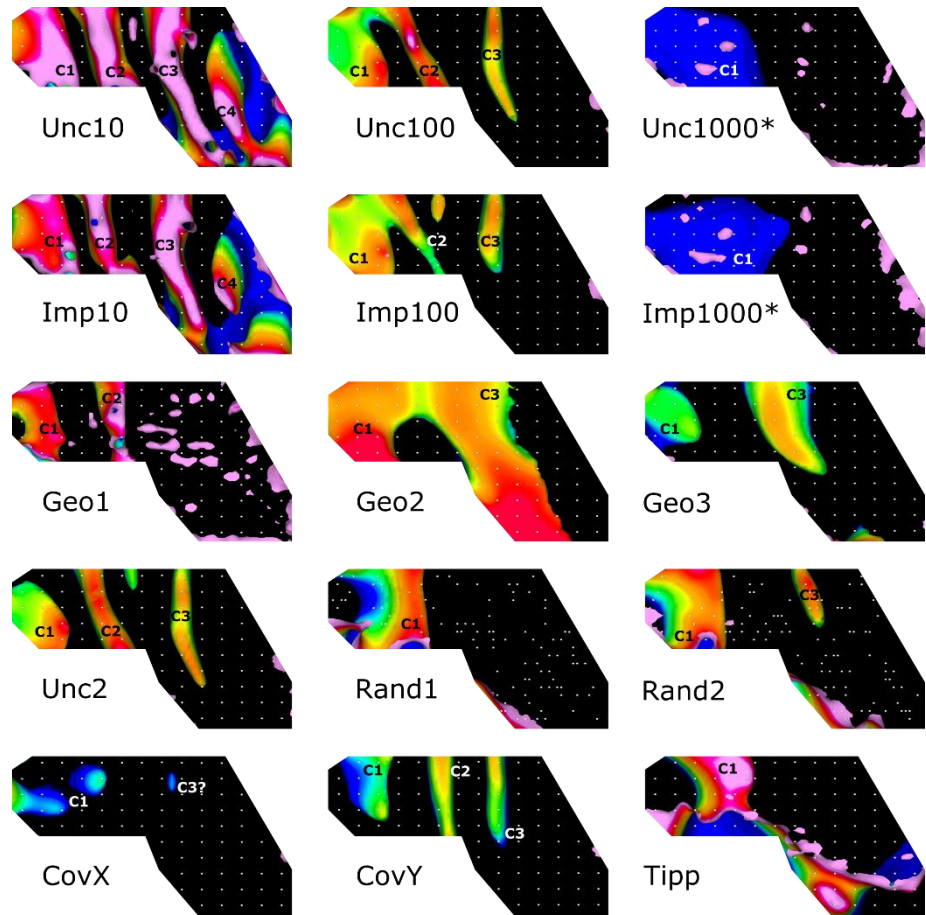 C1 C2 C3 C4
Unc10
C1 C2 C3
Unc100
C1
Unc1000*
C1 C2 C3 C4
Imp10
C1 C2 C3
Imp100
C1
Imp1000*
C1 C2
Geo1
C1 C3
Geo2
C1 C3
Geo3
C1 C2 C3
Unc2
C1
Rand1
C1 C3
Rand2
C1 C3?
CovX
C1 C2 C3
CovY
C1
Tipp